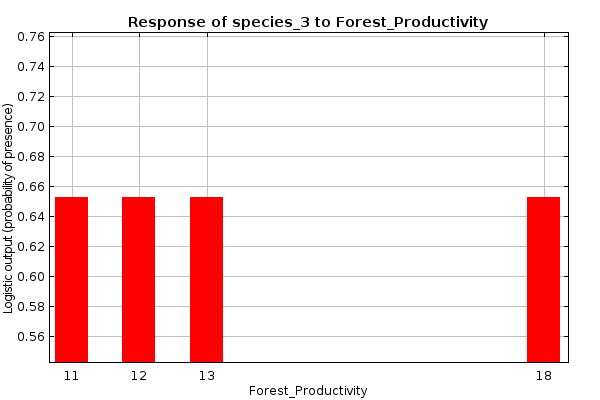 Response of species_3 to Forest_Productivity
Logistic output (probability of presence)
0.76
0.74
0.72
0.70
0.68
0.66
0.64
0.62
0.60
0.58
0.56
11 12 13 18
Forest_Productivity